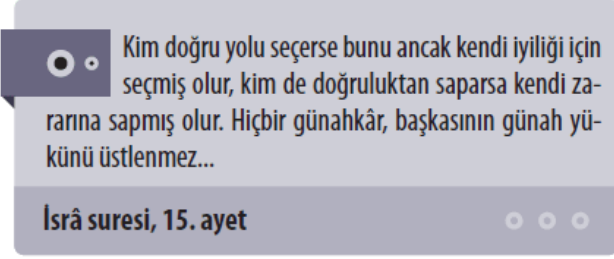 Kim doğru yolu seçerse bunu ancak kendi iyiliği için
seçmiş olur, kim de doğruluktan saparsa kendi za-
rarına sapmış olur. Hiçbir günahkâr, başkasının günah yü-
künü üstlenmez...
İsrâ suresi, 15. ayet